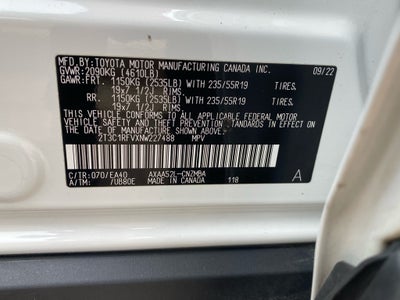 MFD.BY:TOYOTA MOTOR MANUFACTURING CANADA INC. 09/22
GVWR:2090KG (4610LB)
GAWR:FRT. 1150KG (2535LB) WITH 235/55R19 TIRES.
19x7 1/2J RIMS.
RR. 1150KG (2535LB) WITH 235/55R19 TIRES.
19x7 1/2J RIMS.
THIS VEHICLE CONFORMS TO ALL APPLICABLE FEDERAL MOTOR
VEHICLE SAFETY STANDARDS IN EFFECT ON THE DATE OF
MANUFACTURE SHOWN ABOVE.
2T3C1RFVXNW227488 MPV
C/TR:070/EA40 AXAA52L-CNZMBA A
A/TM: /UB80E MADE IN CANADA 118